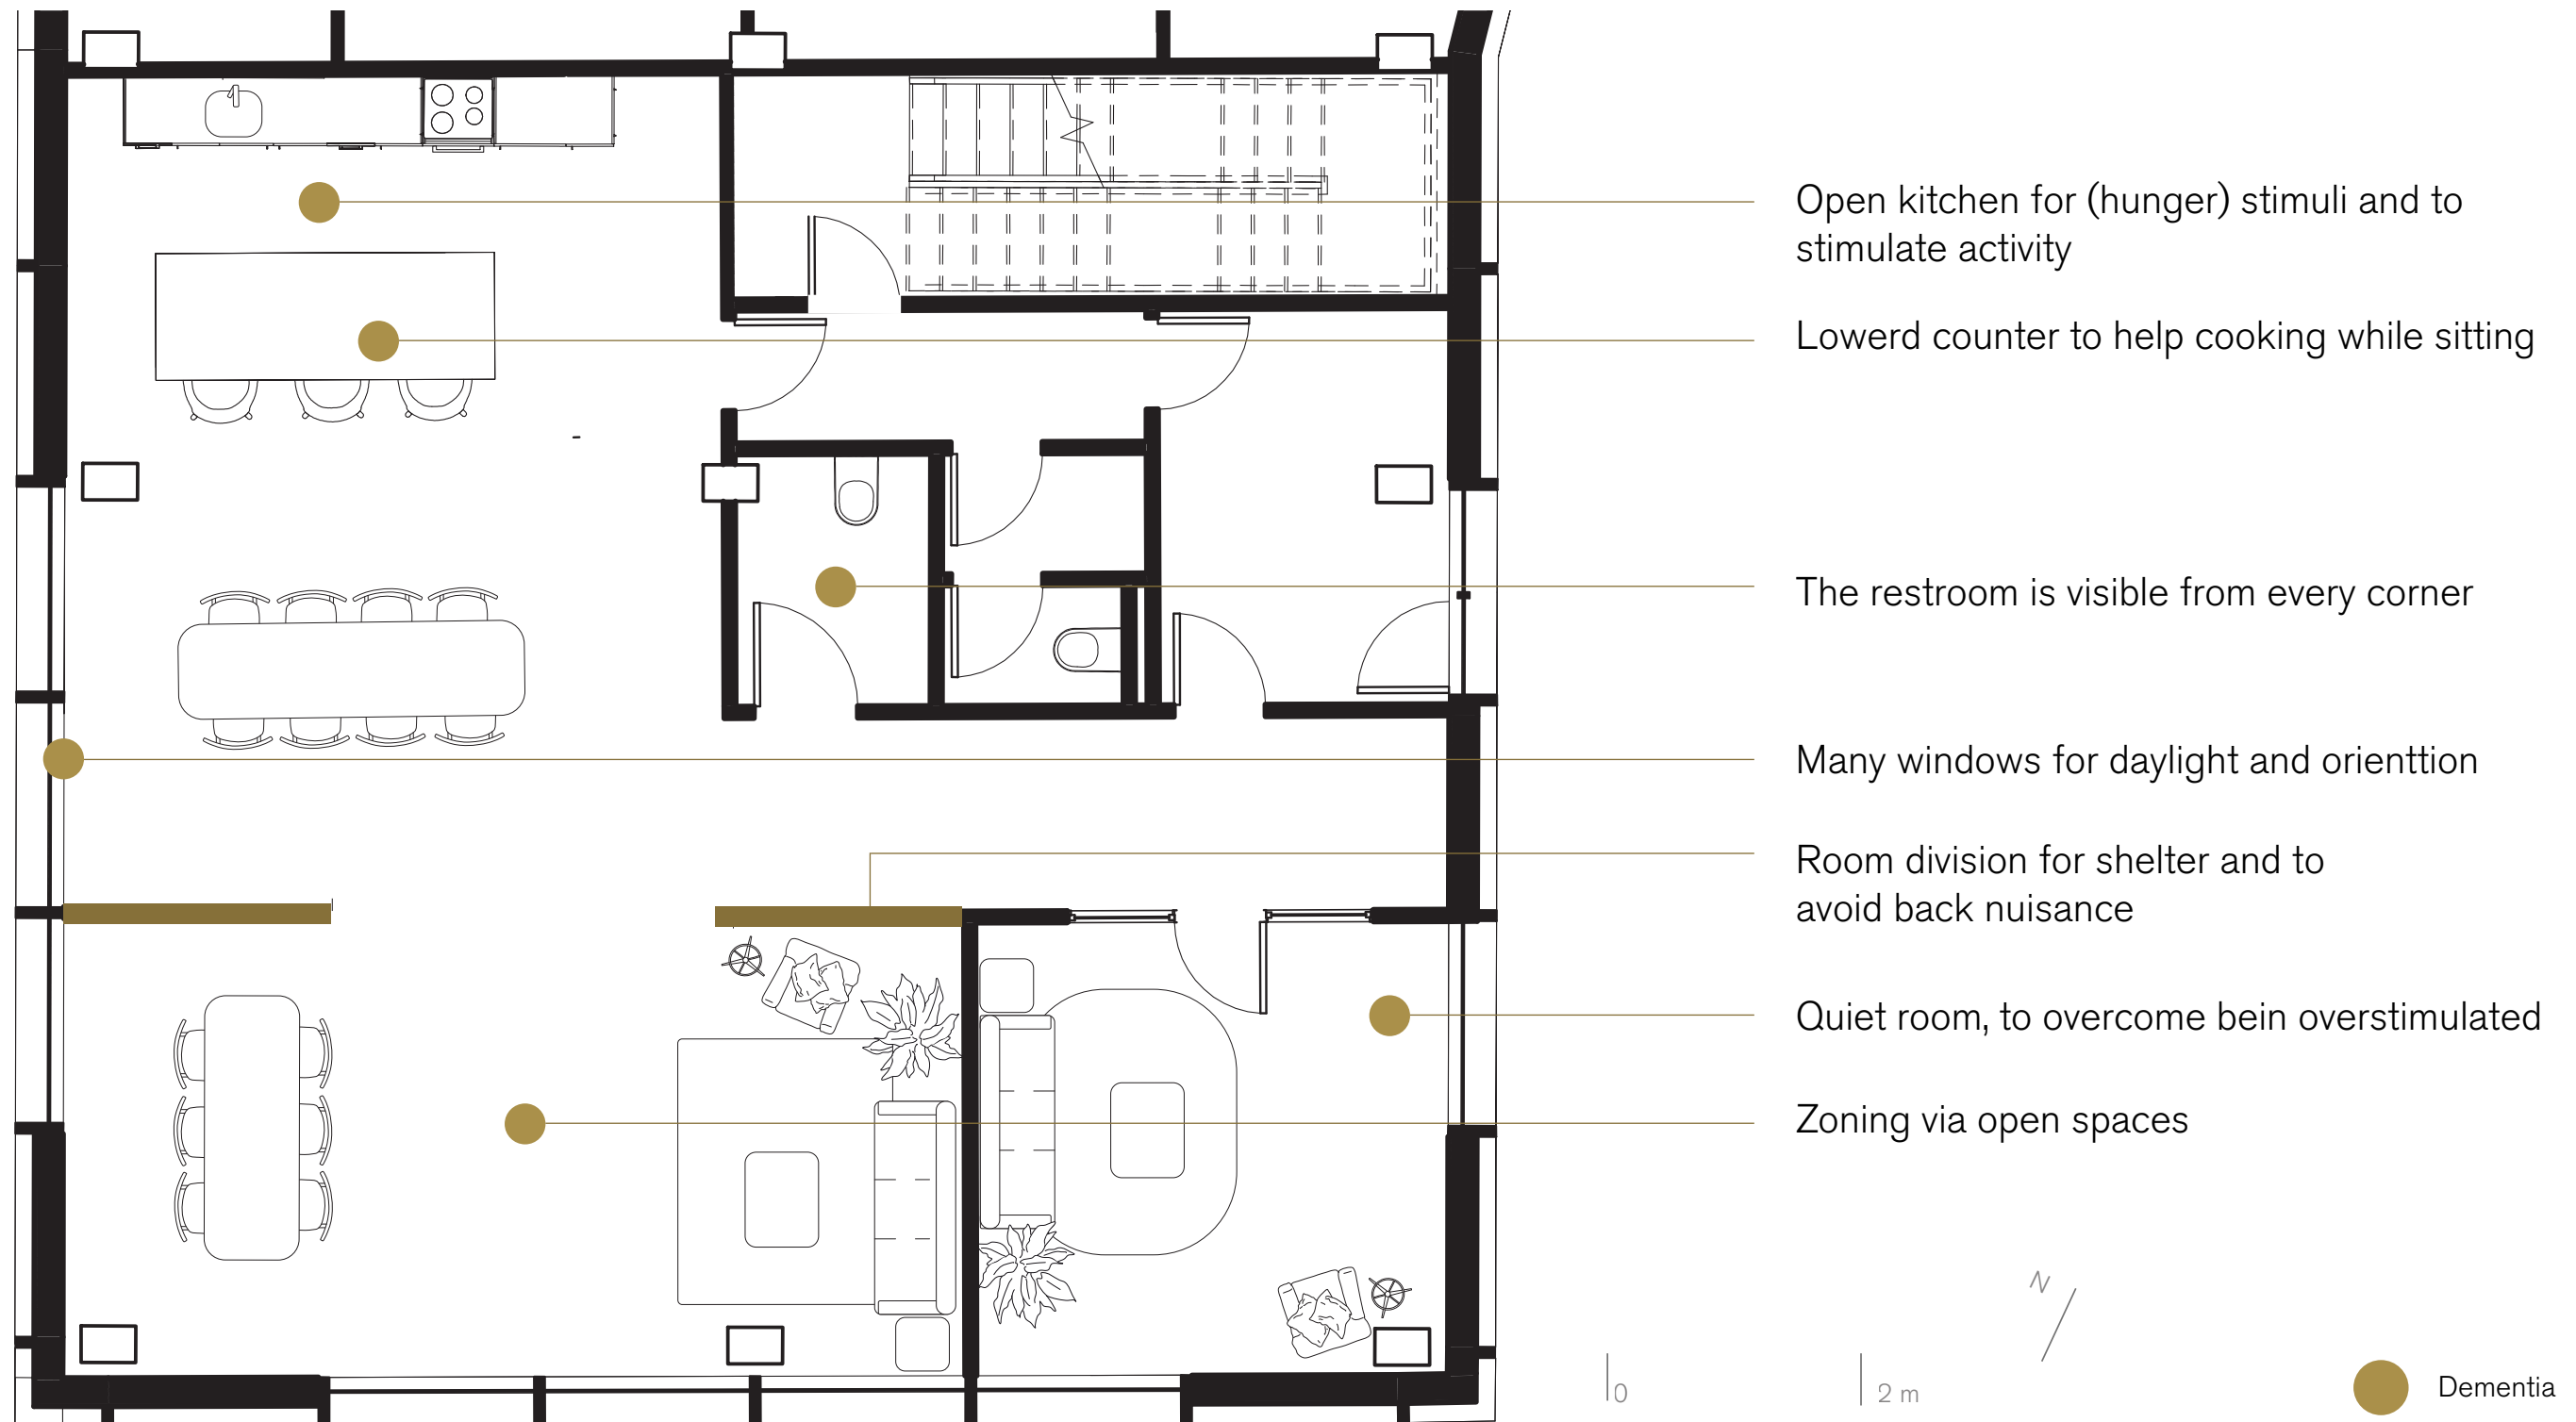 Open kitchen for (hunger) stimuli and to
stimulate activity
Lowerd counter to help cooking while sitting
The restroom is visible from every corner
Many windows for daylight and orienttion
Room division for shelter and to
avoid back nuisance
Quiet room, to overcome bein overstimulated
Zoning via open spaces
N
0
2 m
Dementia